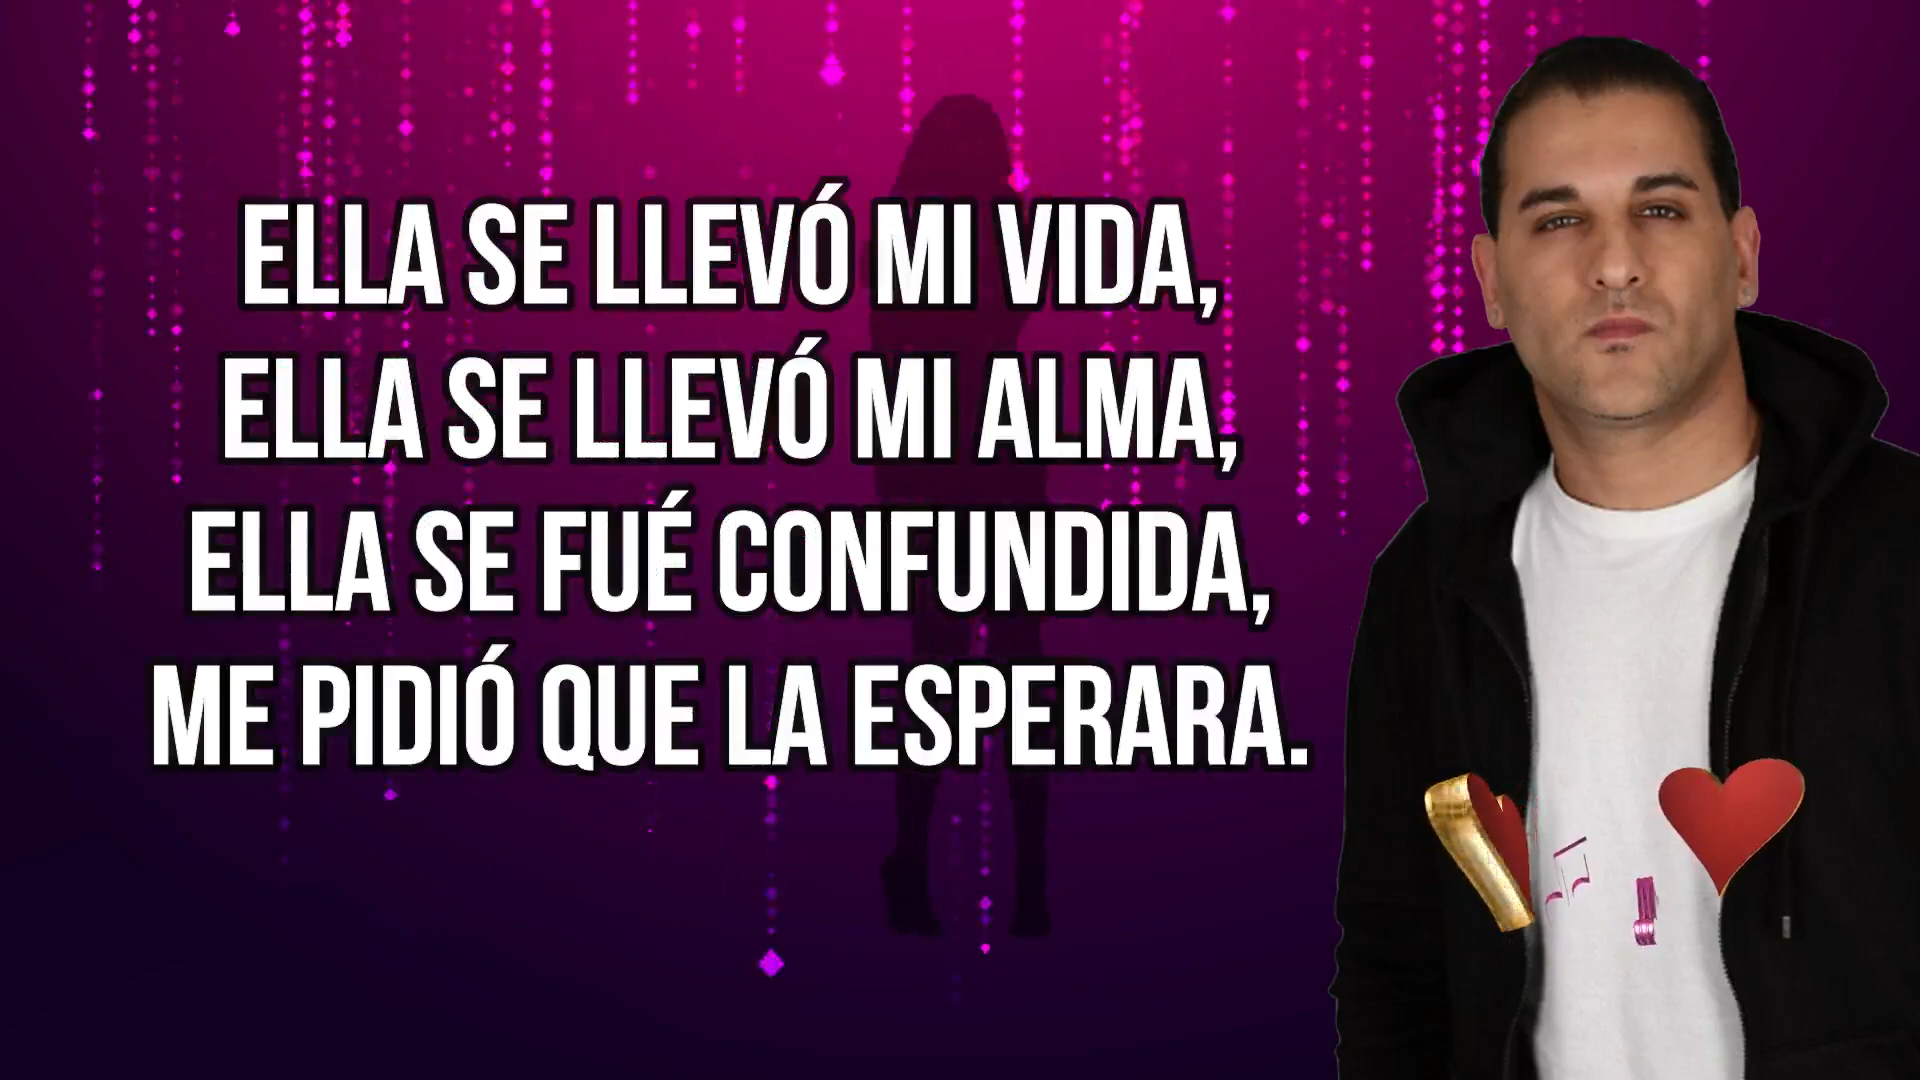 ELLA SE LLEVÓ MI VIDA,
ELLA SE LLEVÓ MI ALMA,
ELLA SE FUÉ CONFUNDIDA,
ME PIDIÓ QUE LA ESPERARA.